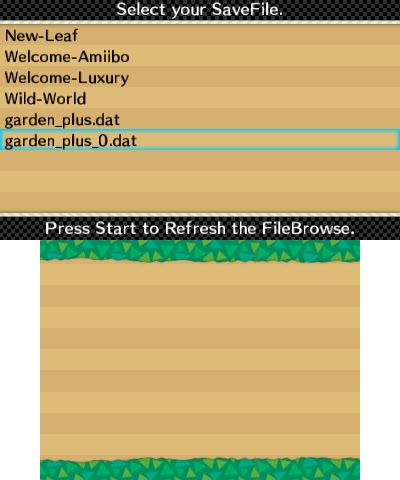 Select your SaveFile.
New-Leaf
Welcome-Amiibo
Welcome-Luxury
Wild-World
garden_plus.dat
garden_plus_0.dat
Press Start to Refresh the FileBrowse.